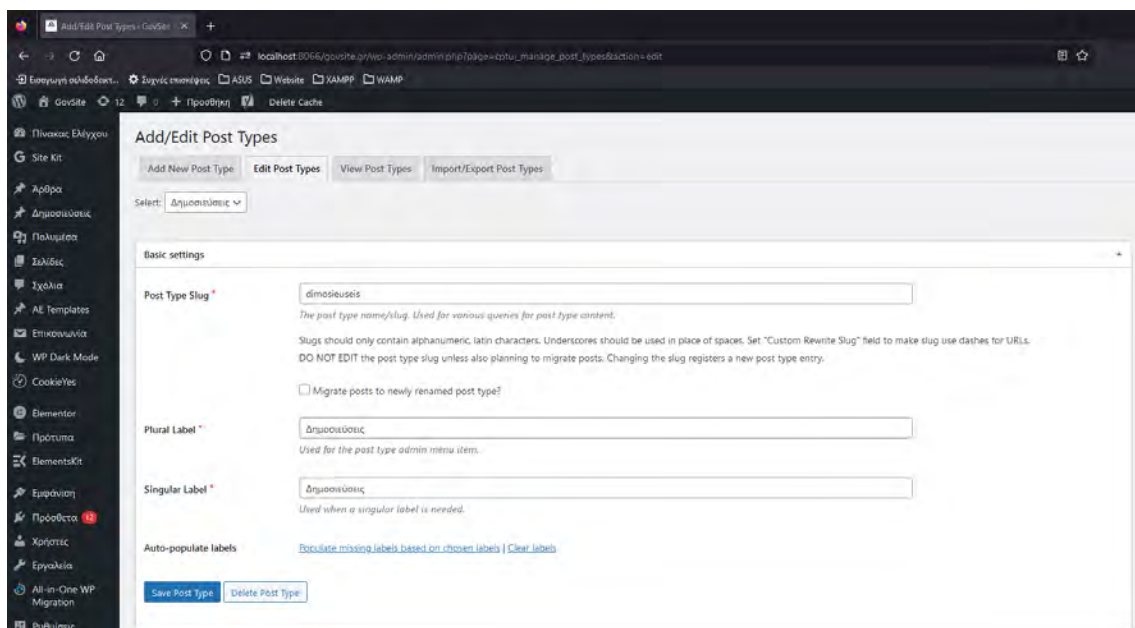 Add/Edit Post Types ‹ GovSite
localhost:8066/govsite.gr/wp-admin/admin.php?page=cptui_manage_post_types&action=edit
Εισαγωγή σελιδοδεικτ... Συχνές επισκέψεις ASUS Website XAMPP WAMP
GovSite 12 0 + Προσθήκη Delete Cache
Πίνακας Ελέγχου
Site Kit
Άρθρα
Δημοσιεύσεις
Πολυμέσα
Σελίδες
Σχόλια
AE Templates
Επικοινωνία
WP Dark Mode
CookieYes
Elementor
Πρότυπα
ElementsKit
Εμφάνιση
Πρόσθετα 12
Χρήστες
Εργαλεία
All-in-One WP
Migration
Ρυθμίσεις
Add/Edit Post Types
Add New Post Type Edit Post Types View Post Types Import/Export Post Types
Select: Δημοσιεύσεις
Basic settings
Post Type Slug *
dimosieuseis
The post type name/slug. Used for various queries for post type content.
Slugs should only contain alphanumeric, latin characters. Underscores should be used in place of spaces. Set "Custom Rewrite Slug" field to make slug use dashes for URLs.
DO NOT EDIT the post type slug unless also planning to migrate posts. Changing the slug registers a new post type entry.
Migrate posts to newly renamed post type?
Plural Label *
Δημοσιεύσεις
Used for the post type admin menu item.
Singular Label *
Δημοσιεύσεις
Used when a singular label is needed.
Auto-populate labels
Populate missing labels based on chosen labels | Clear labels
Save Post Type Delete Post Type